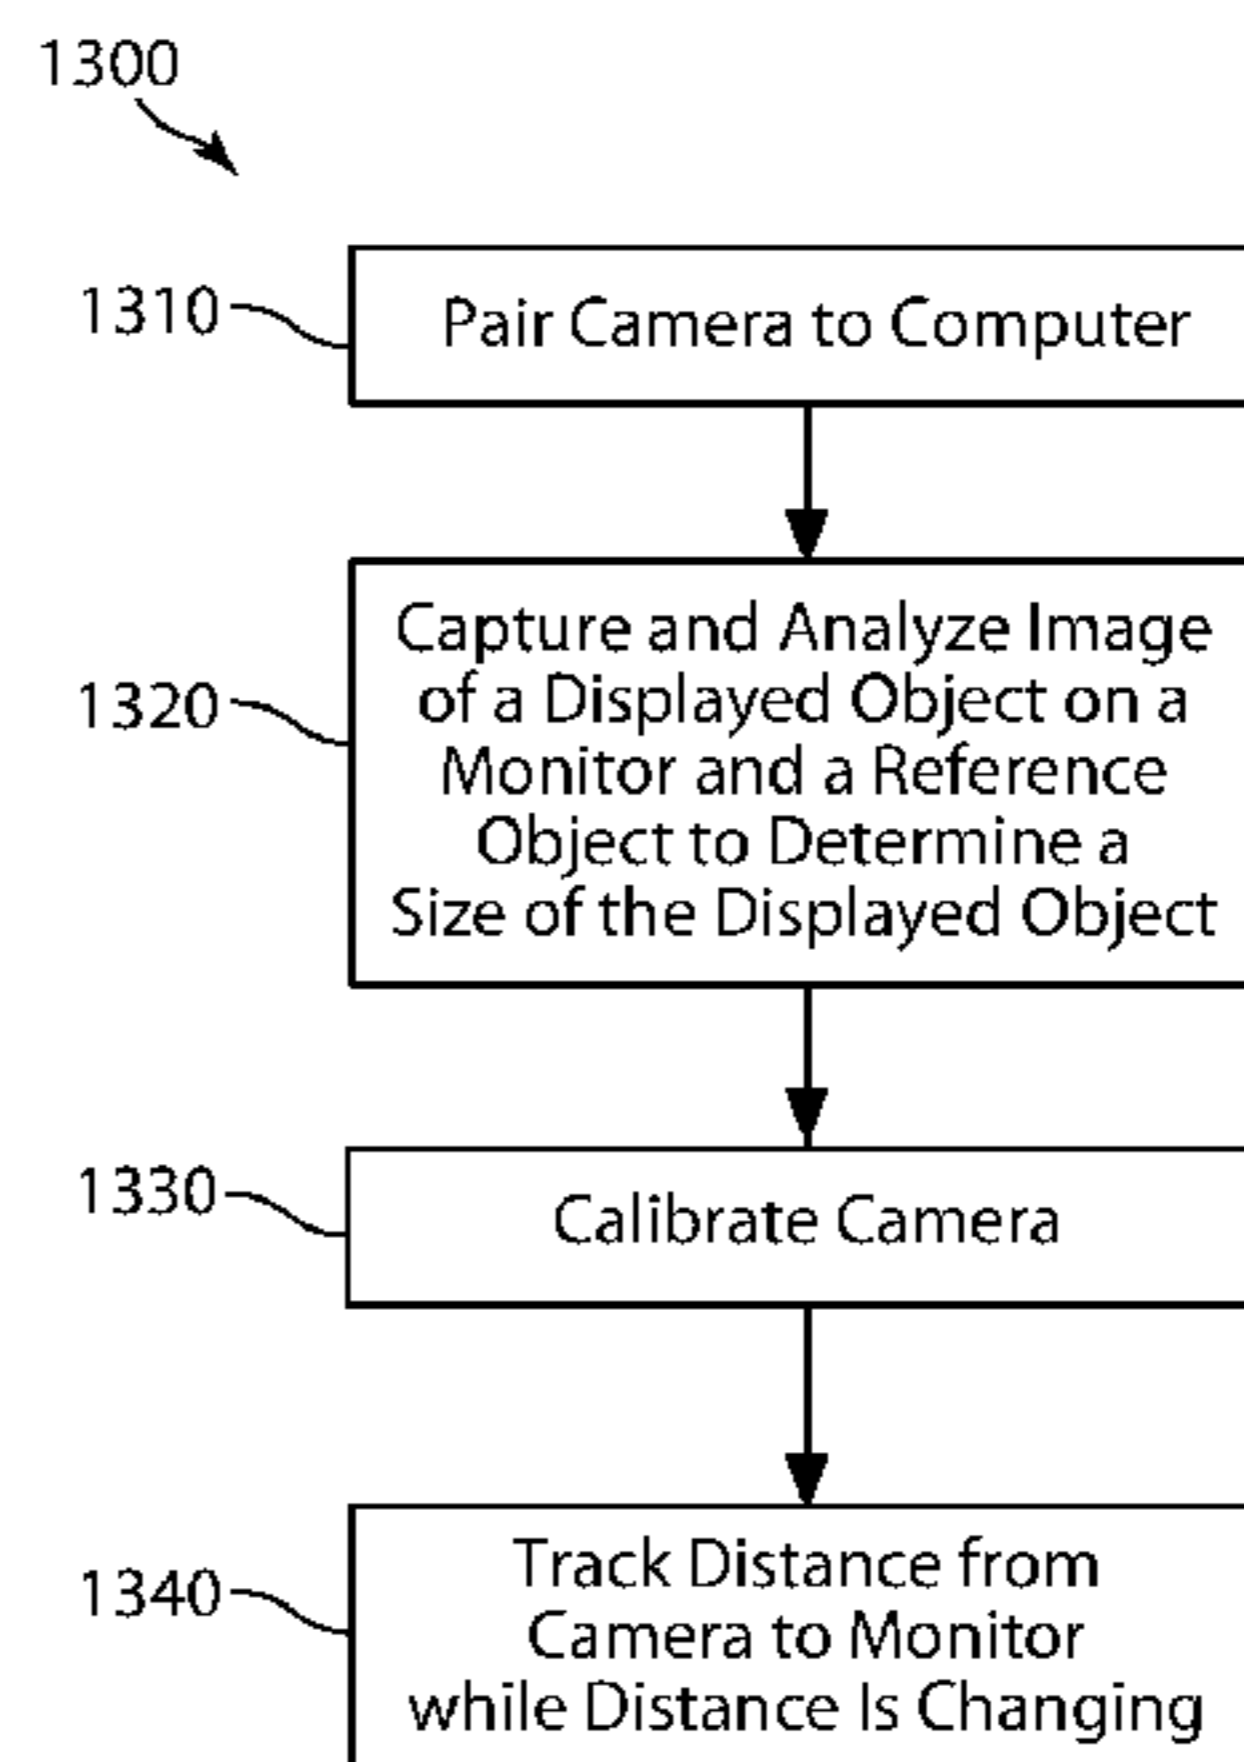 1300
1310
Pair Camera to Computer
1320
Capture and Analyze Image
of a Displayed Object on a
Monitor and a Reference
Object to Determine a
Size of the Displayed Object
1330
Calibrate Camera
1340
Track Distance from
Camera to Monitor
while Distance Is Changing